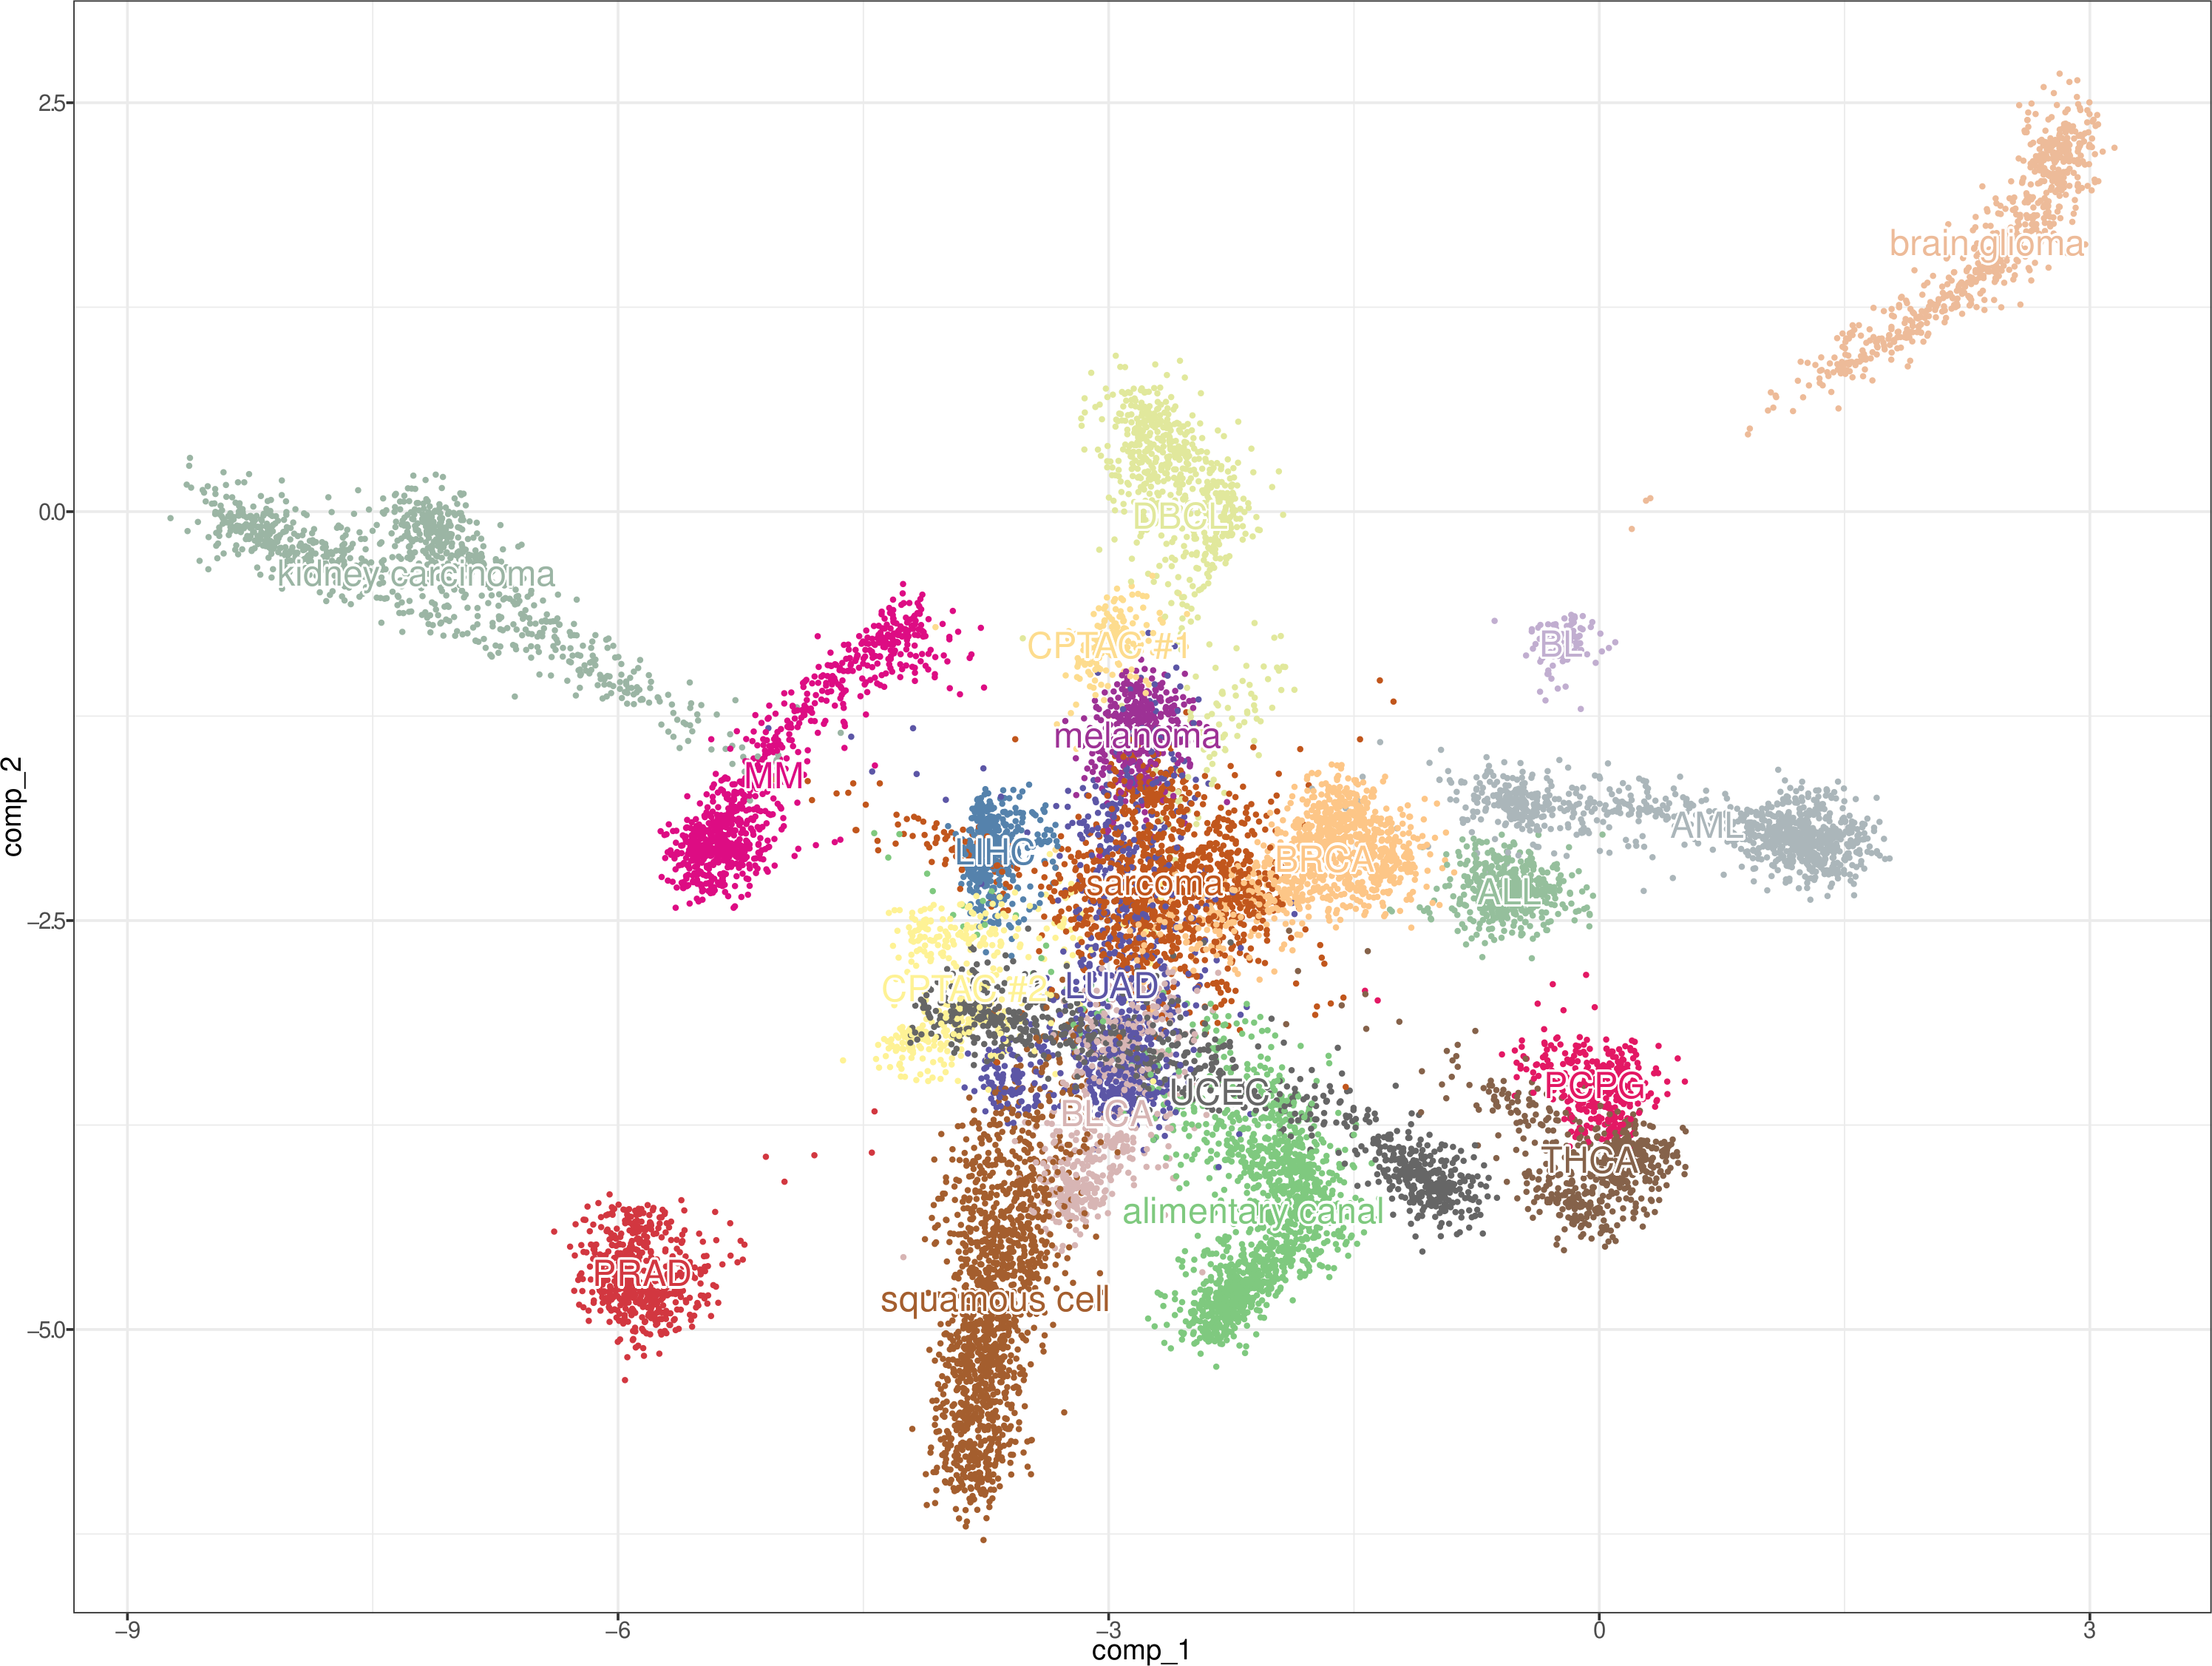 2.5
brain glioma
0.0
DBCL
kidney carcinoma
CPTAC #1
BL
melanoma
MM
AML
LIHC
BRCA
sarcoma
ALL
comp_2
−2.5
CPTAC #2
LUAD
PCPG
UCEC
BLCA
THCA
alimentary canal
PRAD
squamous cell
−5.0
−9
−6
−3
0
3
comp_1